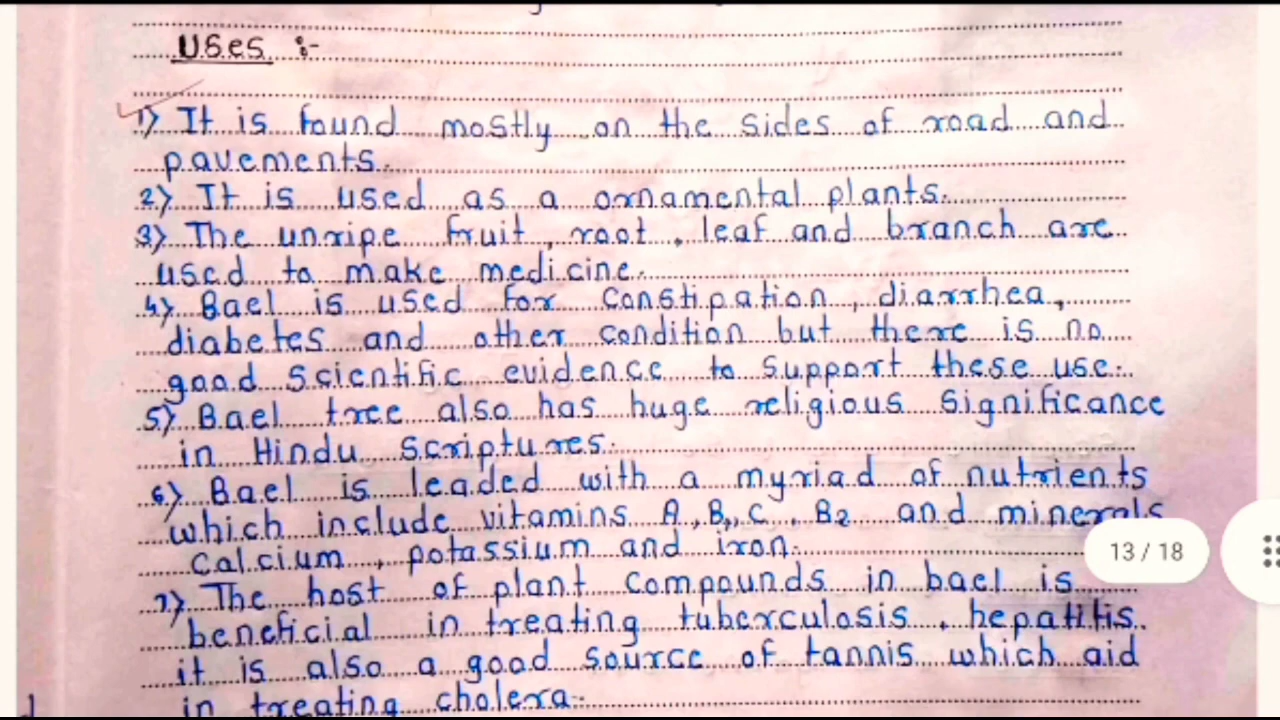 Uses :-
1) It is found mostly on the sides of road and
pavements.
2) It is used as a ornamental plants.
3) The unripe fruit, root, leaf and branch are
used to make medicine.
4) Bael is used for constipation, diarrhea,
diabetes and other condition but there is no
good scientific evidence to support these use.
5) Bael tree also has huge religious significance
in Hindu scriptures.
6) Bael is leaded with a myriad of nutrients
which include vitamins A, B1, C, B2 and minerals
Calcium, potassium and iron.
13 / 18
7) The host of plant compounds in bael is
beneficial in treating tuberculosis, hepatitis.
it is also a good source of tannis which aid
in treating cholera.